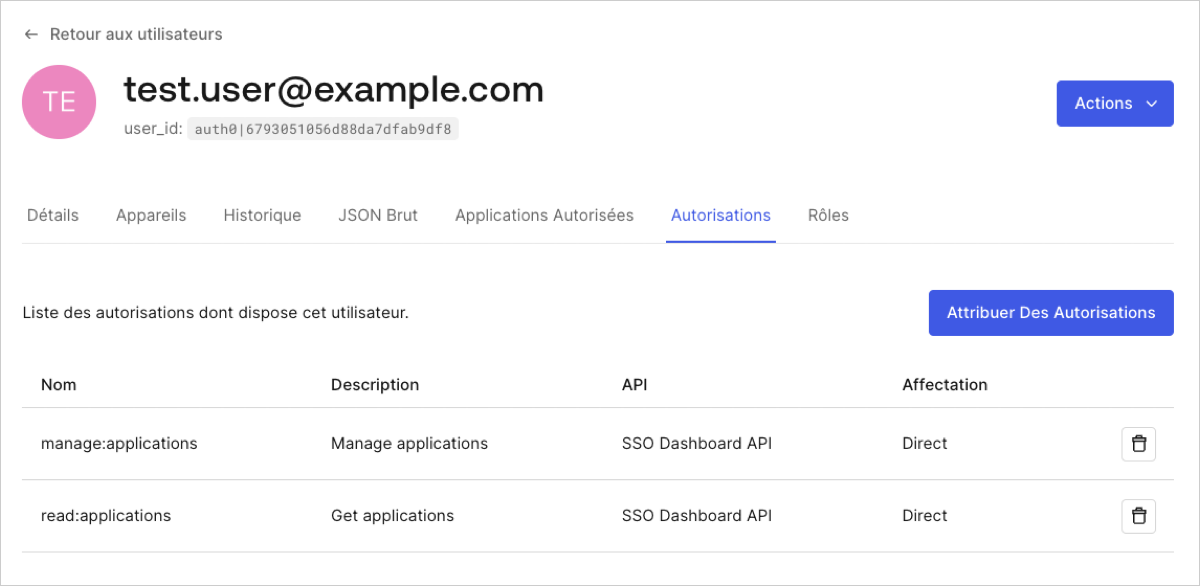 ← Retour aux utilisateurs
TE
test.user@example.com
user_id: auth0|6793051056d88da7dfab9df8
Actions
Détails Appareils Historique JSON Brut Applications Autorisées Autorisations Rôles
Liste des autorisations dont dispose cet utilisateur.
Attribuer Des Autorisations
Nom Description API Affectation
manage:applications Manage applications SSO Dashboard API Direct
read:applications Get applications SSO Dashboard API Direct